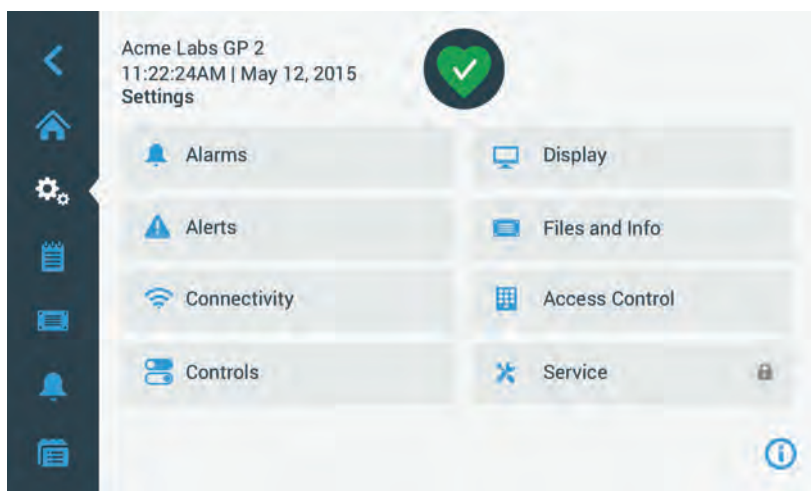 Acme Labs GP 2
11:22:24AM | May 12, 2015
Settings
Alarms
Display
Alerts
Files and Info
Connectivity
Access Control
Controls
Service